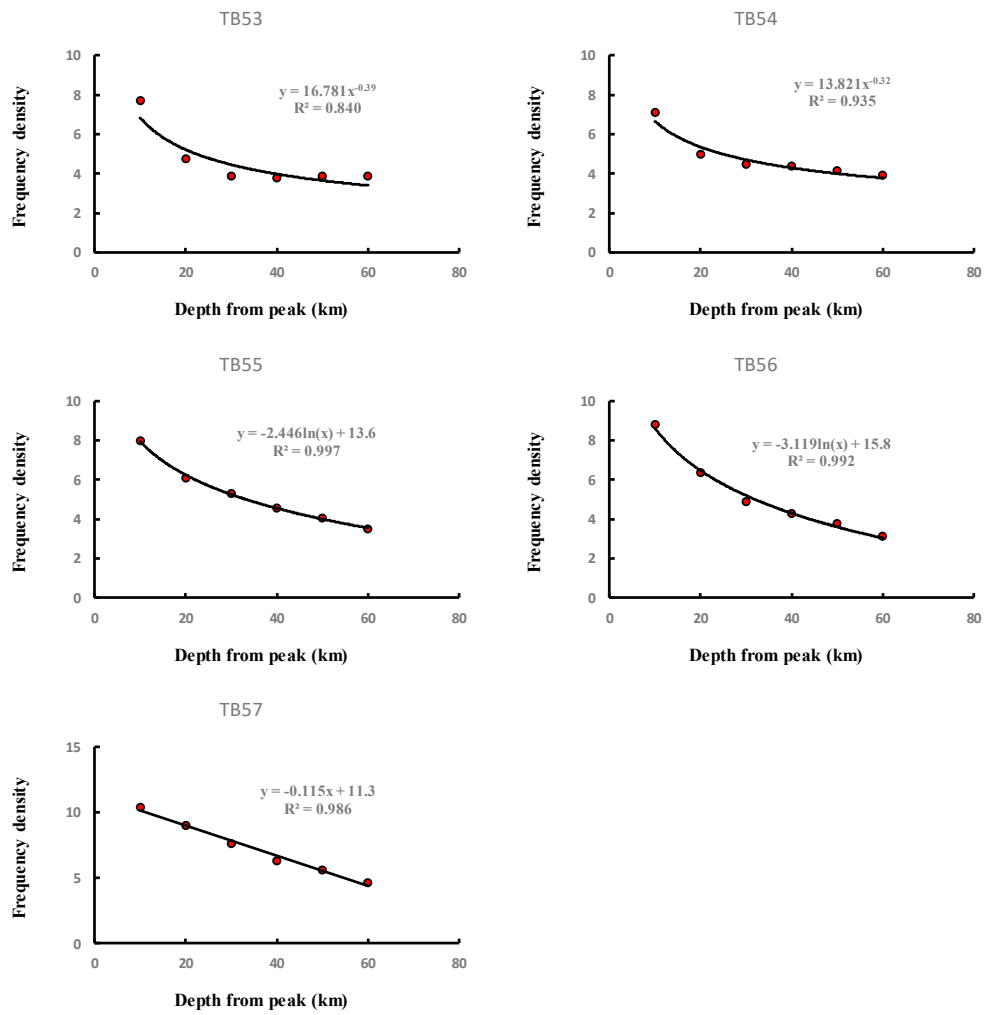 TB53
10
8
6
4
2
0
Frequency density
y = 16.781x^-0.39
R² = 0.840
0 20 40 60 80
Depth from peak (km)
TB54
10
8
6
4
2
0
Frequency density
y = 13.821x^-0.32
R² = 0.935
0 20 40 60 80
Depth from peak (km)
TB55
10
8
6
4
2
0
Frequency density
y = -2.446ln(x) + 13.6
R² = 0.997
0 20 40 60 80
Depth from peak (km)
TB56
10
8
6
4
2
0
Frequency density
y = -3.119ln(x) + 15.8
R² = 0.992
0 20 40 60 80
Depth from peak (km)
TB57
15
10
5
0
Frequency density
y = -0.115x + 11.3
R² = 0.986
0 20 40 60 80
Depth from peak (km)